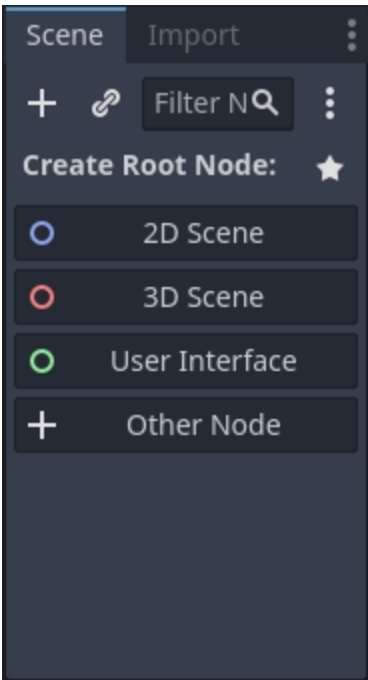 Scene Import
Filter N
Create Root Node:
2D Scene
3D Scene
User Interface
Other Node